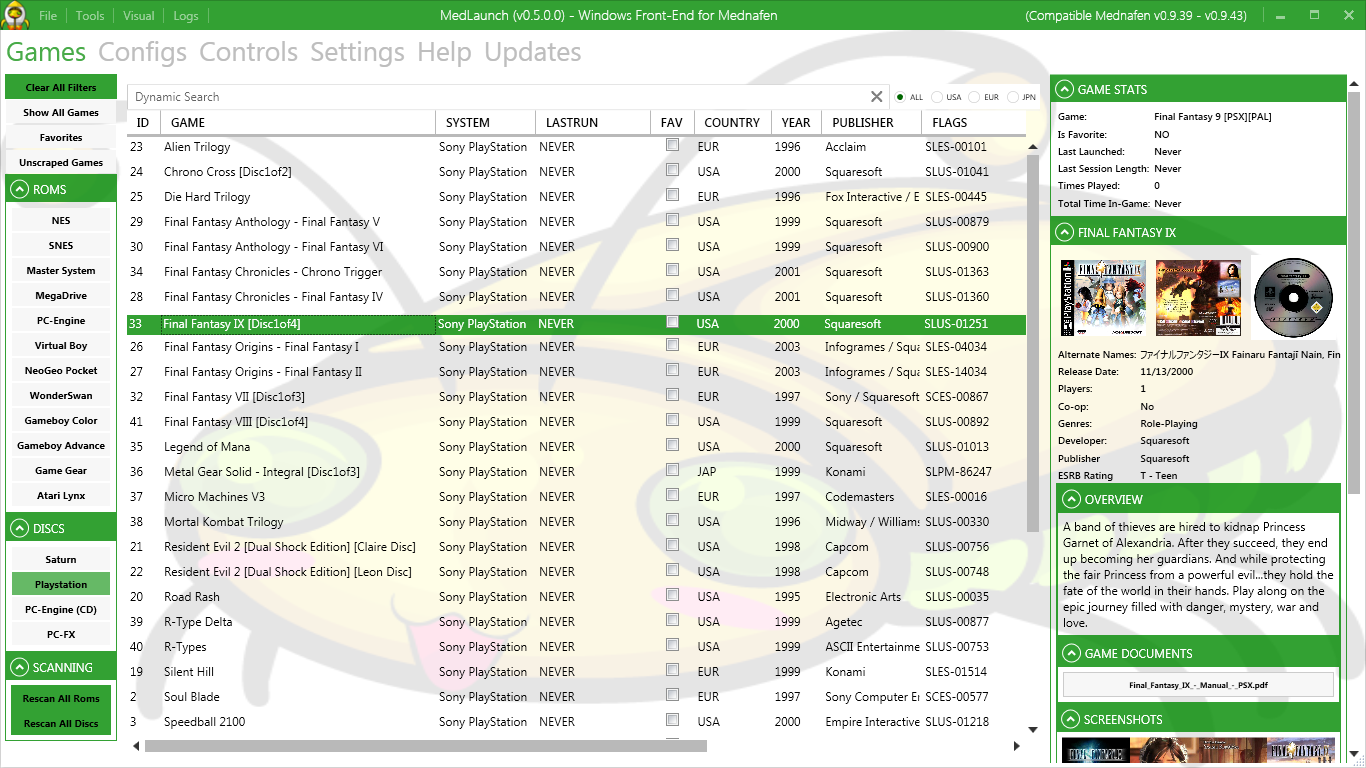 File Tools Visual Logs MedLaunch (v0.5.0.0) - Windows Front-End for Mednafen (Compatible Mednafen v0.9.39 - v0.9.43)
Games Configs Controls Settings Help Updates
Clear All Filters
Show All Games
Favorites
Unscraped Games
ROMS
NES
SNES
Master System
MegaDrive
PC-Engine
Virtual Boy
NeoGeo Pocket
WonderSwan
Gameboy Color
Gameboy Advance
Game Gear
Atari Lynx
DISCS
Saturn
Playstation
PC-Engine (CD)
PC-FX
SCANNING
Rescan All Roms
Rescan All Discs
Dynamic Search ALL USA EUR JPN
ID GAME SYSTEM LASTRUN FAV COUNTRY YEAR PUBLISHER FLAGS
23 Alien Trilogy Sony PlayStation NEVER EUR 1996 Acclaim SLES-00101
24 Chrono Cross [Disc1of2] Sony PlayStation NEVER USA 2000 Squaresoft SLUS-01041
25 Die Hard Trilogy Sony PlayStation NEVER EUR 1996 Fox Interactive / E SLES-00445
29 Final Fantasy Anthology - Final Fantasy V Sony PlayStation NEVER USA 1999 Squaresoft SLUS-00879
30 Final Fantasy Anthology - Final Fantasy VI Sony PlayStation NEVER USA 1999 Squaresoft SLUS-00900
34 Final Fantasy Chronicles - Chrono Trigger Sony PlayStation NEVER USA 2001 Squaresoft SLUS-01363
28 Final Fantasy Chronicles - Final Fantasy IV Sony PlayStation NEVER USA 2001 Squaresoft SLUS-01360
33 Final Fantasy IX [Disc1of4] Sony PlayStation NEVER USA 2000 Squaresoft SLUS-01251
26 Final Fantasy Origins - Final Fantasy I Sony PlayStation NEVER EUR 2003 Infogrames / Squa SLES-04034
27 Final Fantasy Origins - Final Fantasy II Sony PlayStation NEVER EUR 2003 Infogrames / Squa SLES-14034
32 Final Fantasy VII [Disc1of3] Sony PlayStation NEVER EUR 1997 Sony / Squaresoft SCES-00867
41 Final Fantasy VIII [Disc1of4] Sony PlayStation NEVER USA 1999 Squaresoft SLUS-00892
35 Legend of Mana Sony PlayStation NEVER USA 2000 Squaresoft SLUS-01013
36 Metal Gear Solid - Integral [Disc1of3] Sony PlayStation NEVER JAP 1999 Konami SLPM-86247
37 Micro Machines V3 Sony PlayStation NEVER EUR 1997 Codemasters SLES-00016
38 Mortal Kombat Trilogy Sony PlayStation NEVER USA 1996 Midway / Williams SLUS-00330
21 Resident Evil 2 [Dual Shock Edition] [Claire Disc] Sony PlayStation NEVER USA 1998 Capcom SLUS-00756
22 Resident Evil 2 [Dual Shock Edition] [Leon Disc] Sony PlayStation NEVER USA 1998 Capcom SLUS-00748
20 Road Rash Sony PlayStation NEVER USA 1995 Electronic Arts SLUS-00035
39 R-Type Delta Sony PlayStation NEVER USA 1999 Agetec SLUS-00877
40 R-Types Sony PlayStation NEVER USA 1999 ASCII Entertainme SLUS-00753
19 Silent Hill Sony PlayStation NEVER EUR 1999 Konami SLES-01514
2 Soul Blade Sony PlayStation NEVER EUR 1997 Sony Computer E SCES-00577
3 Speedball 2100 Sony PlayStation NEVER USA 2000 Empire Interactive SLUS-01218
GAME STATS
Game: Final Fantasy 9 [PSX][PAL]
Is Favorite: NO
Last Launched: Never
Last Session Length: Never
Times Played: 0
Total Time In-Game: Never
FINAL FANTASY IX
PlayStation FINAL FANTASY IX
Alternate Names: ファイナルファンタジーIX Fainaru Fantajī Nain, Fin
Release Date: 11/13/2000
Players: 1
Co-op: No
Genres: Role-Playing
Developer: Squaresoft
Publisher Squaresoft
ESRB Rating T - Teen
OVERVIEW
A band of thieves are hired to kidnap Princess
Garnet of Alexandria. After they succeed, they end
up becoming her guardians. And while protecting
the fair Princess from a powerful evil...they hold the
fate of the world in their hands. Play along on the
epic journey filled with danger, mystery, war and
love.
GAME DOCUMENTS
Final_Fantasy_IX_-_Manual_-_PSX.pdf
SCREENSHOTS